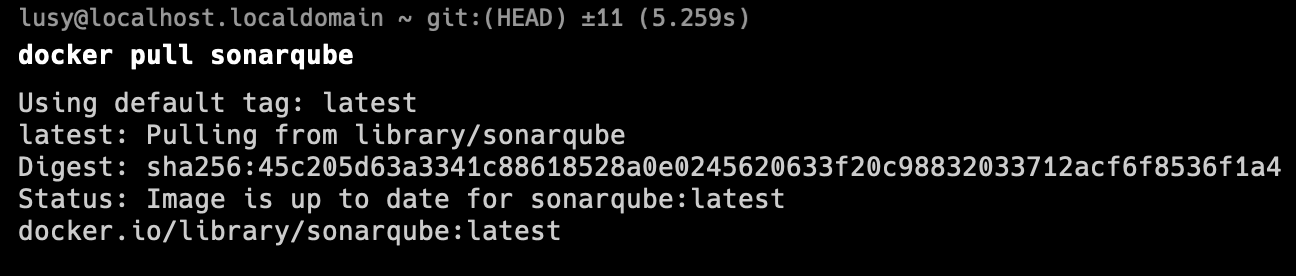 lusy@localhost.localdomain ~ git:(HEAD) ±11 (5.259s)
docker pull sonarqube
Using default tag: latest
latest: Pulling from library/sonarqube
Digest: sha256:45c205d63a3341c88618528a0e0245620633f20c98832033712acf6f8536f1a4
Status: Image is up to date for sonarqube:latest
docker.io/library/sonarqube:latest